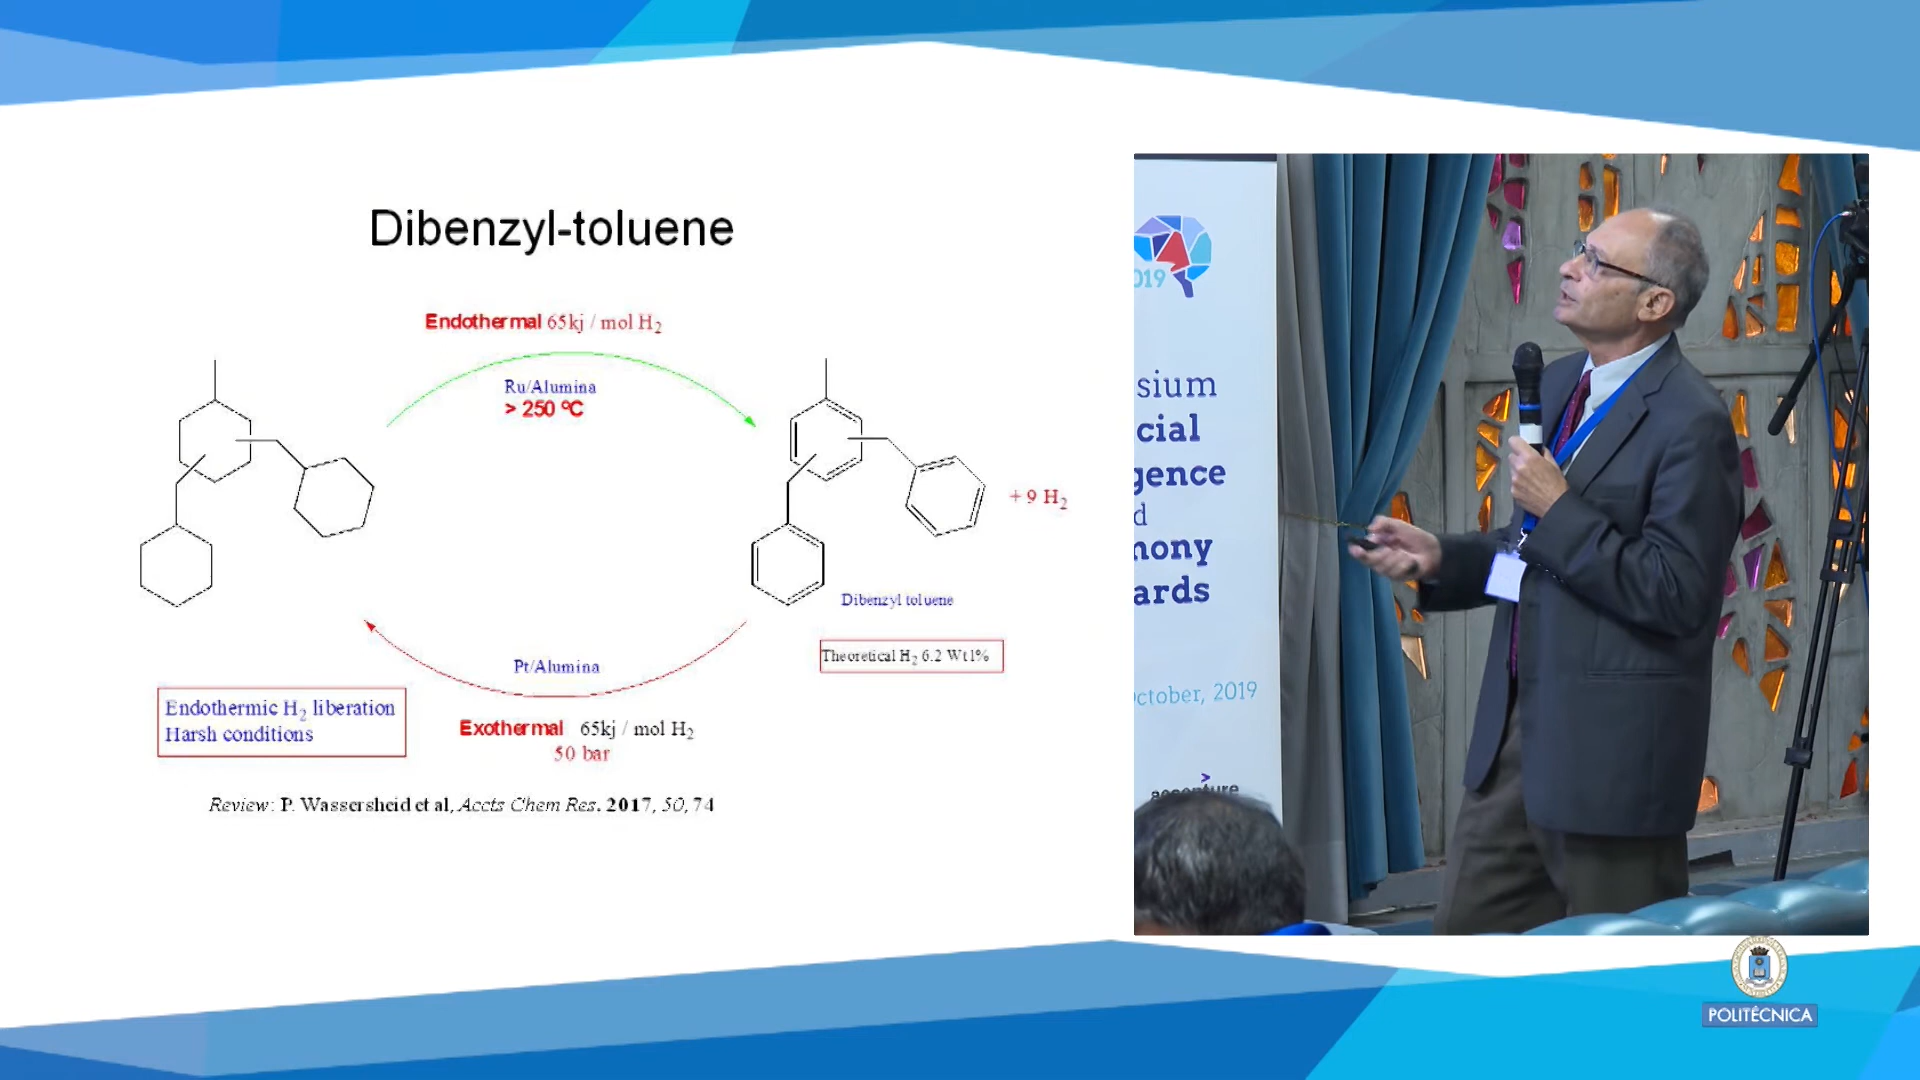 Dibenzyl-toluene
Endothermal 65kj / mol H2
Ru/Alumina
> 250 ºC
+ 9 H2
Dibenzyl toluene
Theoretical H2 6.2 Wt1%
Pt/Alumina
Endothermic H2 liberation
Harsh conditions
Exothermal 65kj / mol H2
50 bar
Review: P. Wassersheid et al, Accts Chem Res. 2017, 50, 74
019
sium
cial
gence
d
mony
ards
October, 2019
>
accenture
POLITÉCNICA